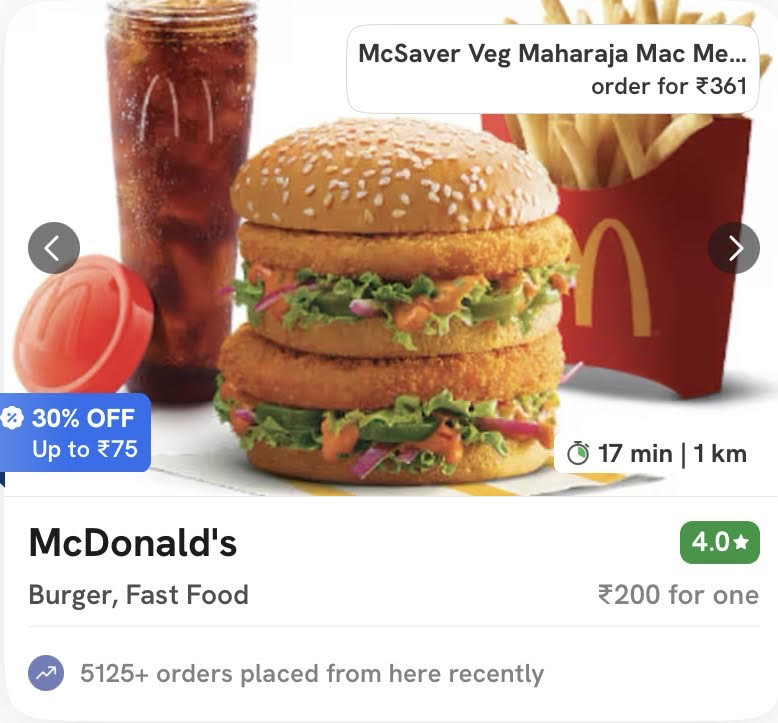 McSaver Veg Maharaja Mac Me...
order for ₹361
30% OFF
Up to ₹75
17 min | 1 km
McDonald's
4.0★
Burger, Fast Food
₹200 for one
5125+ orders placed from here recently